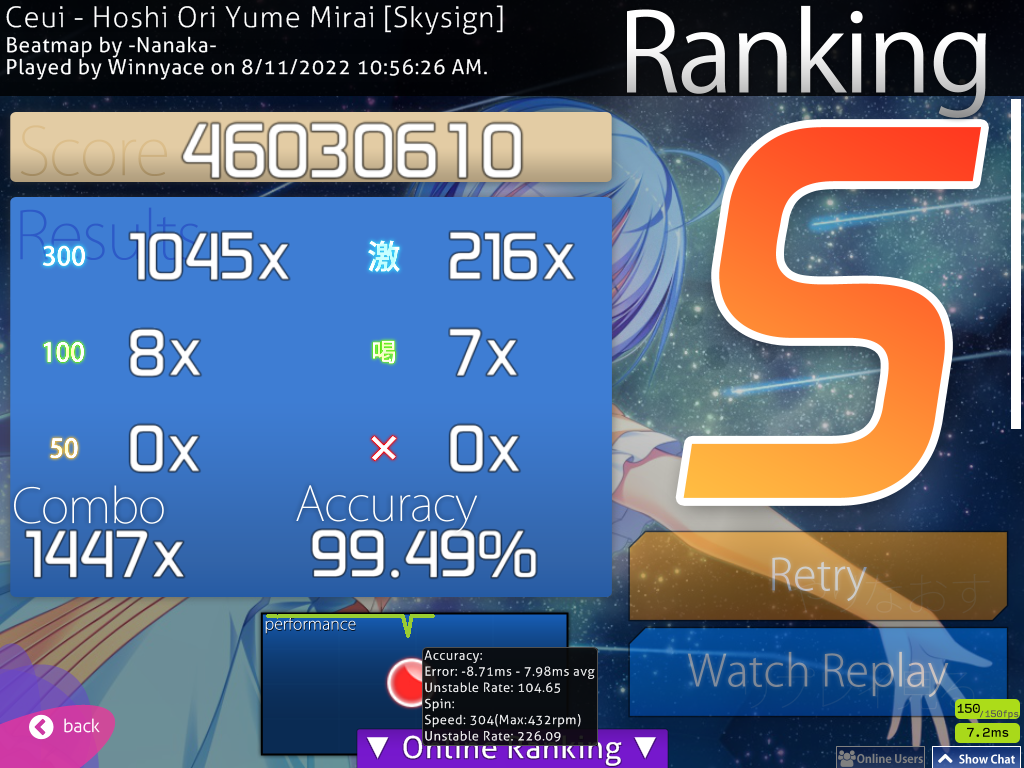 Ceui - Hoshi Ori Yume Mirai [Skysign]
Beatmap by -Nanaka-
Played by Winnyace on 8/11/2022 10:56:26 AM.
Ranking
Score 46030610
Results
300 1045x 激 216x
100 8x 喝 7x
50 0x 0x
Combo Accuracy
1447x 99.49%
S
Retry
Watch Replay
performance
Accuracy:
Error: -8.71ms - 7.98ms avg
Unstable Rate: 104.65
Spin:
Speed: 304(Max:432rpm)
Unstable Rate: 226.09
back
Online Ranking
150/150fps
7.2ms
Online Users
Show Chat